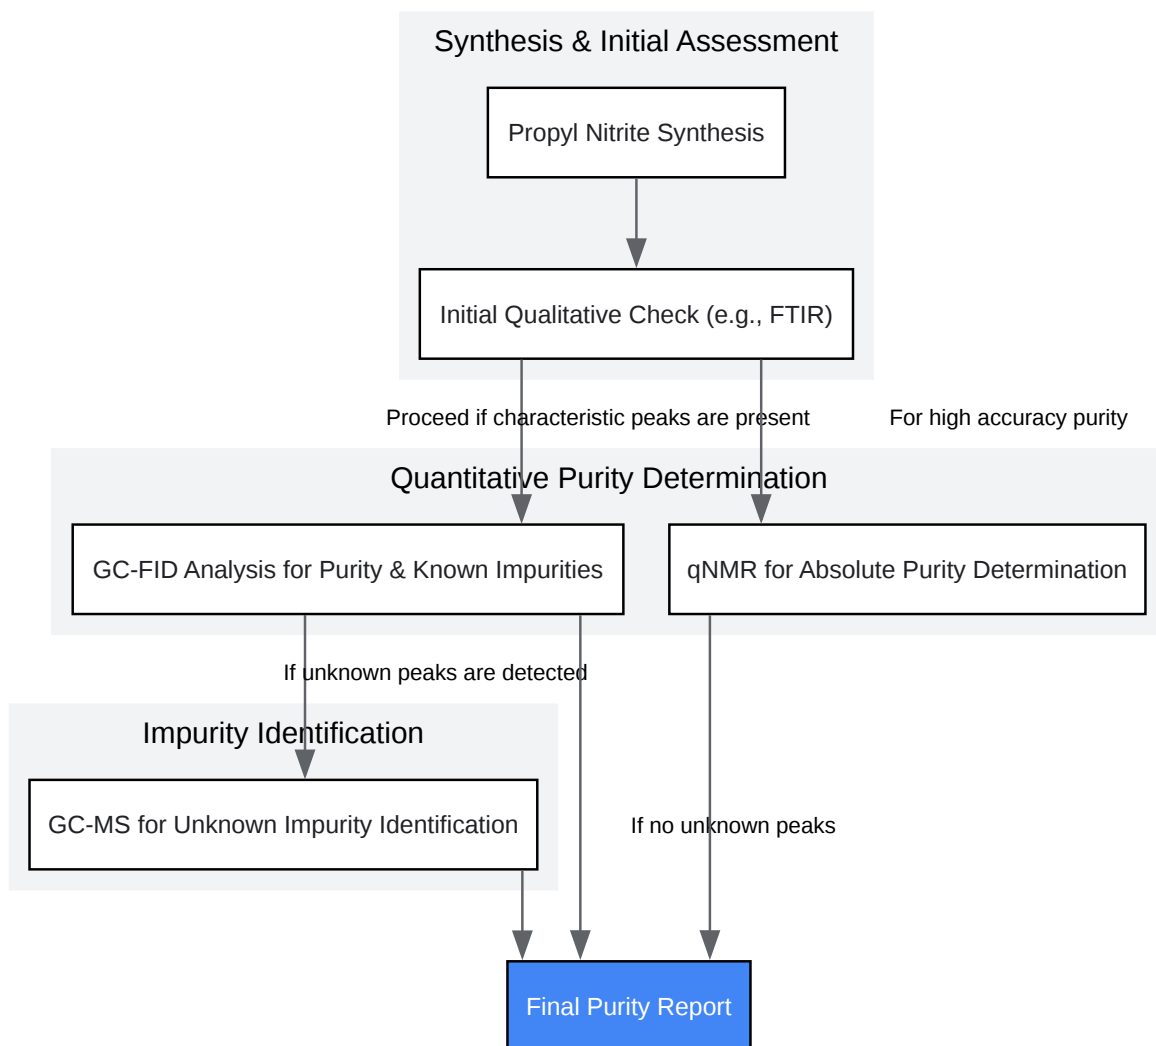 Synthesis & Initial Assessment
Propyl Nitrite Synthesis
Initial Qualitative Check (e.g., FTIR)
Proceed if characteristic peaks are present
For high accuracy purity
Quantitative Purity Determination
GC-FID Analysis for Purity & Known Impurities
qNMR for Absolute Purity Determination
If unknown peaks are detected
Impurity Identification
GC-MS for Unknown Impurity Identification
If no unknown peaks
Final Purity Report